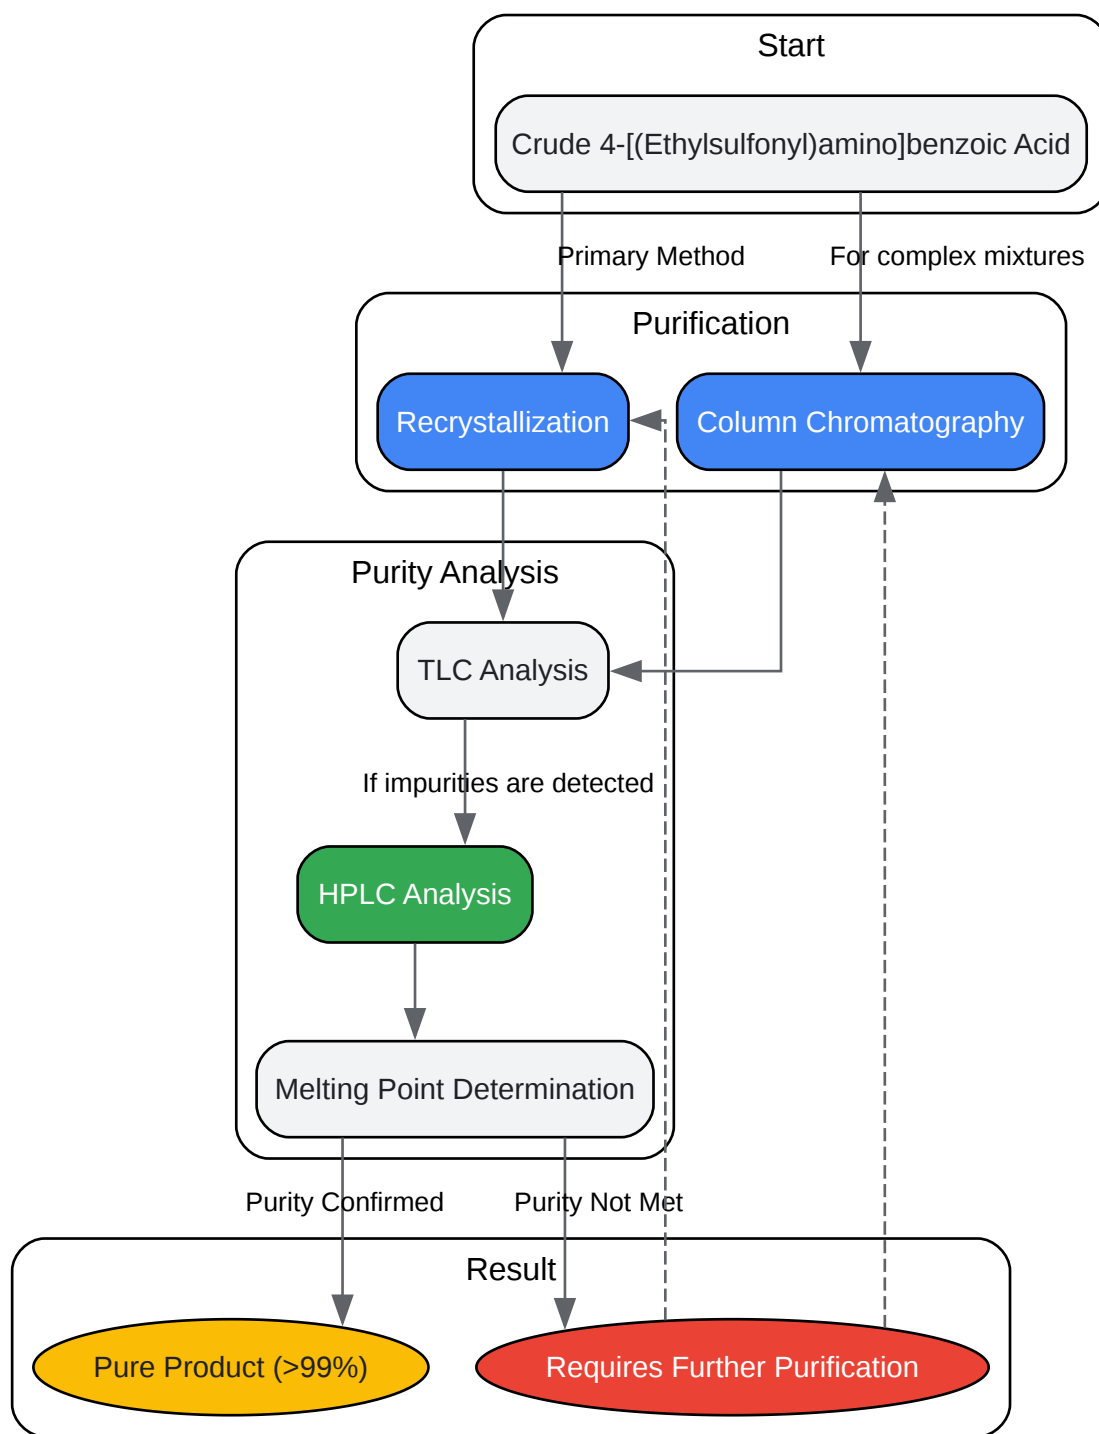 Start
Crude 4-[(Ethylsulfonyl)amino]benzoic Acid
Primary Method
For complex mixtures
Purification
Recrystallization
Column Chromatography
Purity Analysis
TLC Analysis
If impurities are detected
HPLC Analysis
Melting Point Determination
Purity Confirmed
Purity Not Met
Result
Pure Product (>99%)
Requires Further Purification